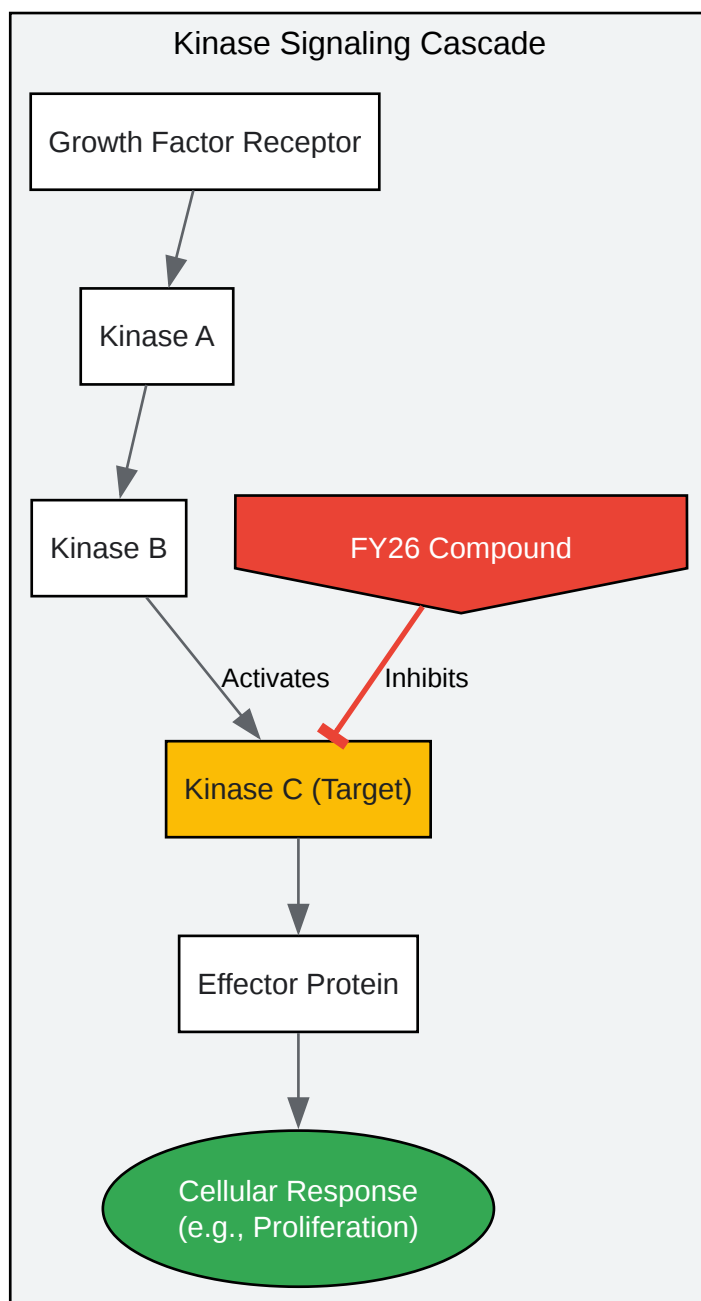 Kinase Signaling Cascade
Growth Factor Receptor
Kinase A
Kinase B
FY26 Compound
Activates
Inhibits
Kinase C (Target)
Effector Protein
Cellular Response
(e.g., Proliferation)